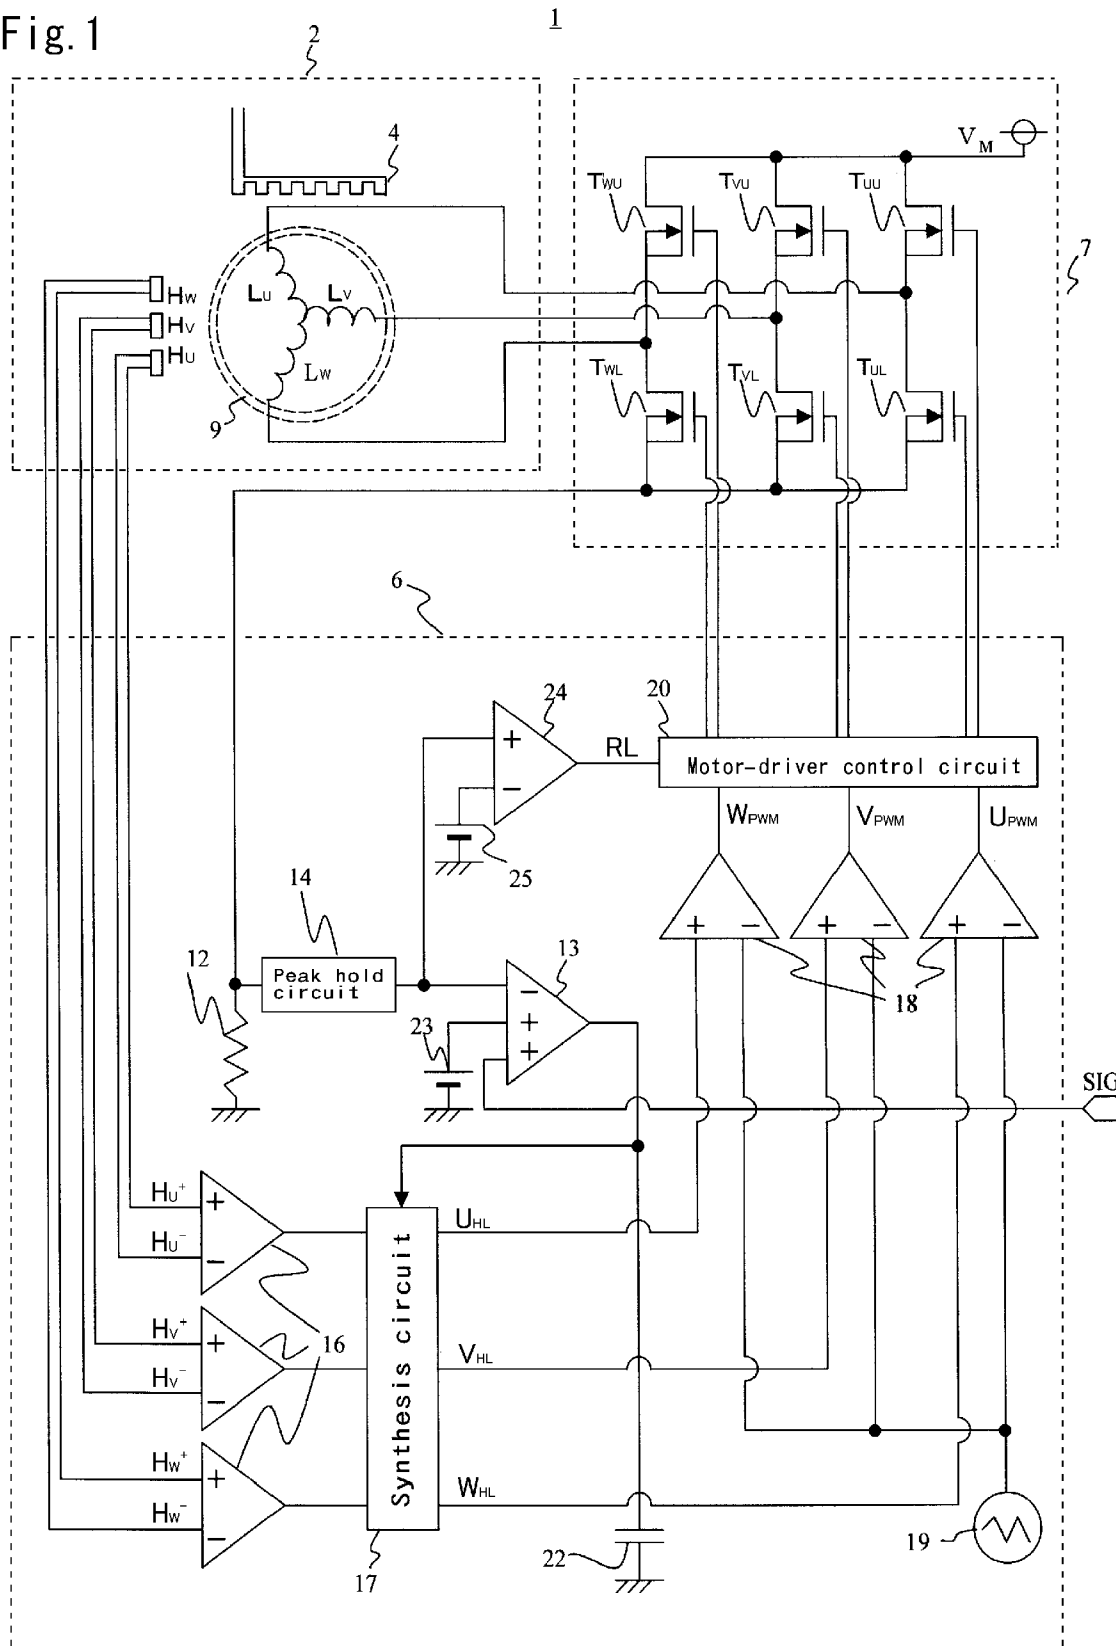 Fig.1
1
2
4
V M
TWU
TVU
TUU
7
HW
HV
HU
LU
LV
LW
9
TWL
TVL
TUL
6
24
20
RL
Motor-driver control circuit
WPWM
VPWM
UPWM
25
14
12
Peak hold
circuit
13
18
23
SIG
HU+
HU-
UHL
Synthesis circuit
HV+
HV-
16
VHL
HW+
HW-
WHL
17
22
19
+
-
+
-
+
-
+
-
-
+
+
+
-
+
-
+
-